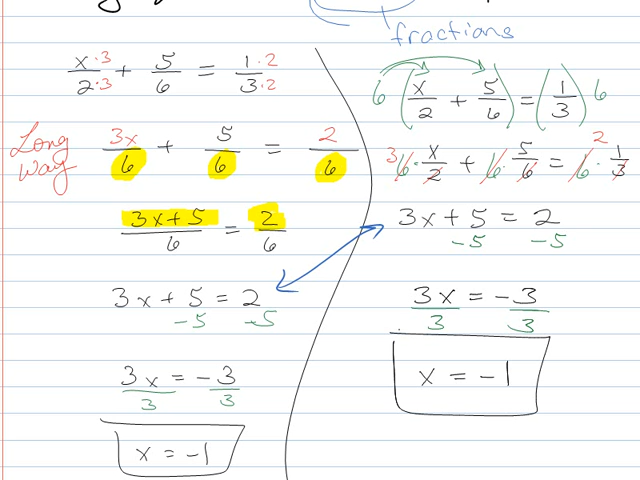 fractions
x·3/2·3 + 5/6 = 1·2/3·2
Long Way
3x/6 + 5/6 = 2/6
3x+5/6 = 2/6
3x + 5 = 2
-5 -5
3x = -3
3 3
x = -1
6 (x/2 + 5/6) = (1/3) 6
3 6 · x/2 + 6 · 5/6 = 6 · 1/3 2
3x + 5 = 2
-5 -5
3x = -3
3 3
x = -1